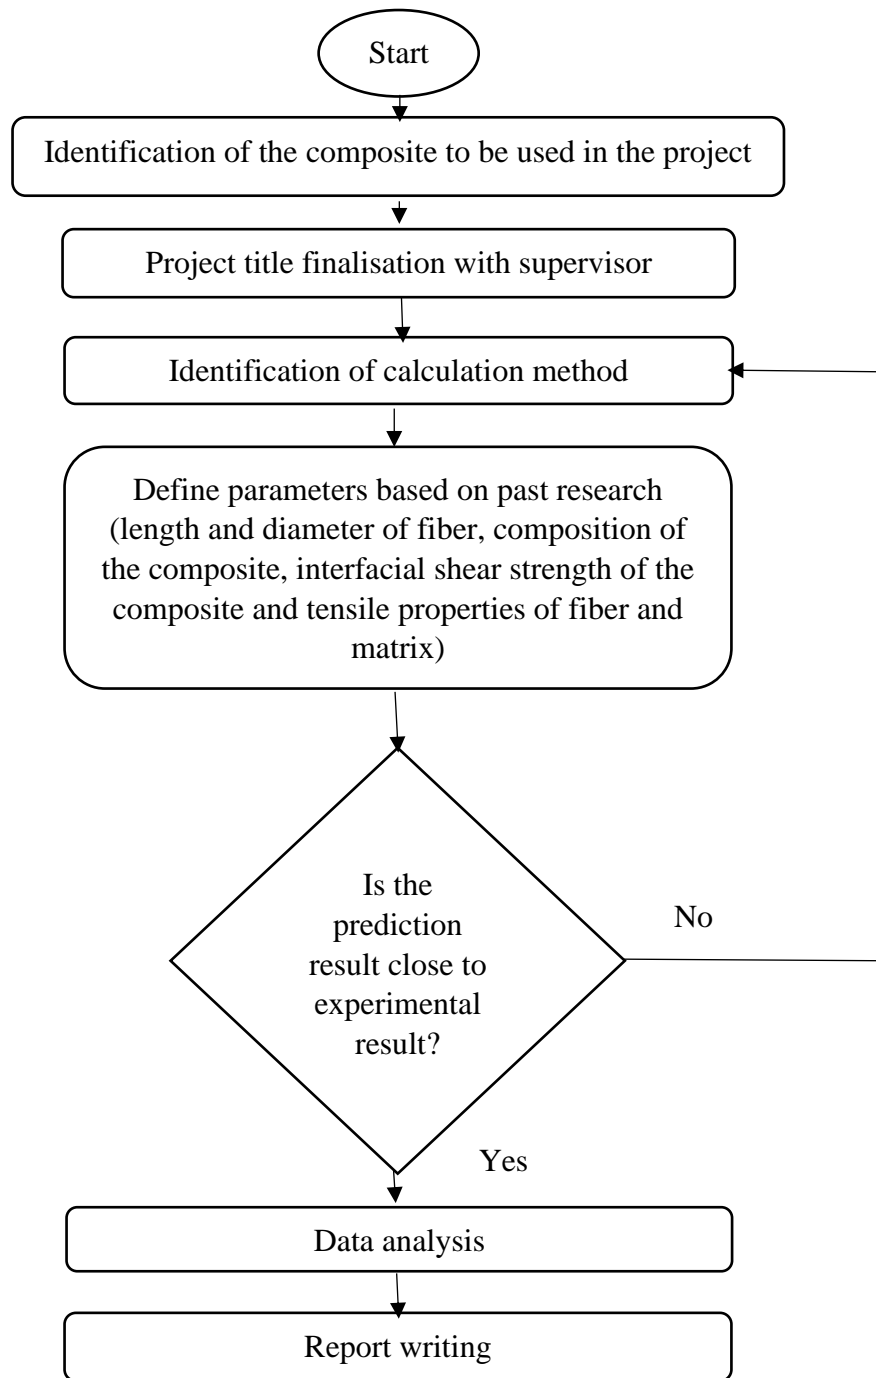 Start
Identification of the composite to be used in the project
Project title finalisation with supervisor
Identification of calculation method
Define parameters based on past research
(length and diameter of fiber, composition of
the composite, interfacial shear strength of the
composite and tensile properties of fiber and
matrix)
Is the
prediction
result close to
experimental
result?
No
Yes
Data analysis
Report writing